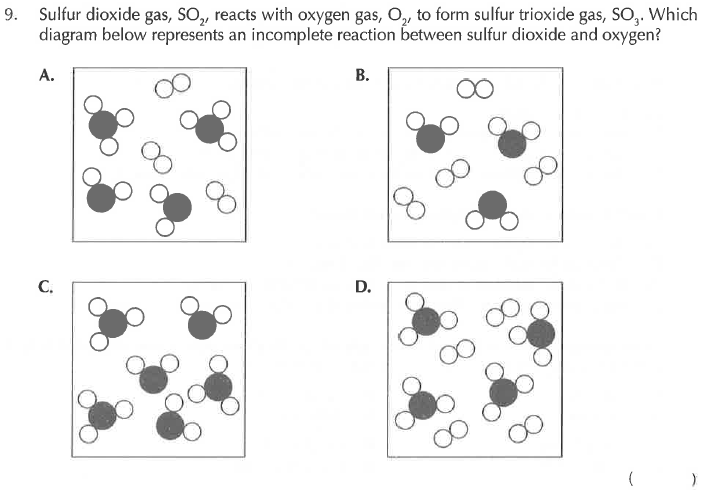 9. Sulfur dioxide gas, SO₂, reacts with oxygen gas, O₂, to form sulfur trioxide gas, SO₃. Which
diagram below represents an incomplete reaction between sulfur dioxide and oxygen?
A. B.
C. D.
( )